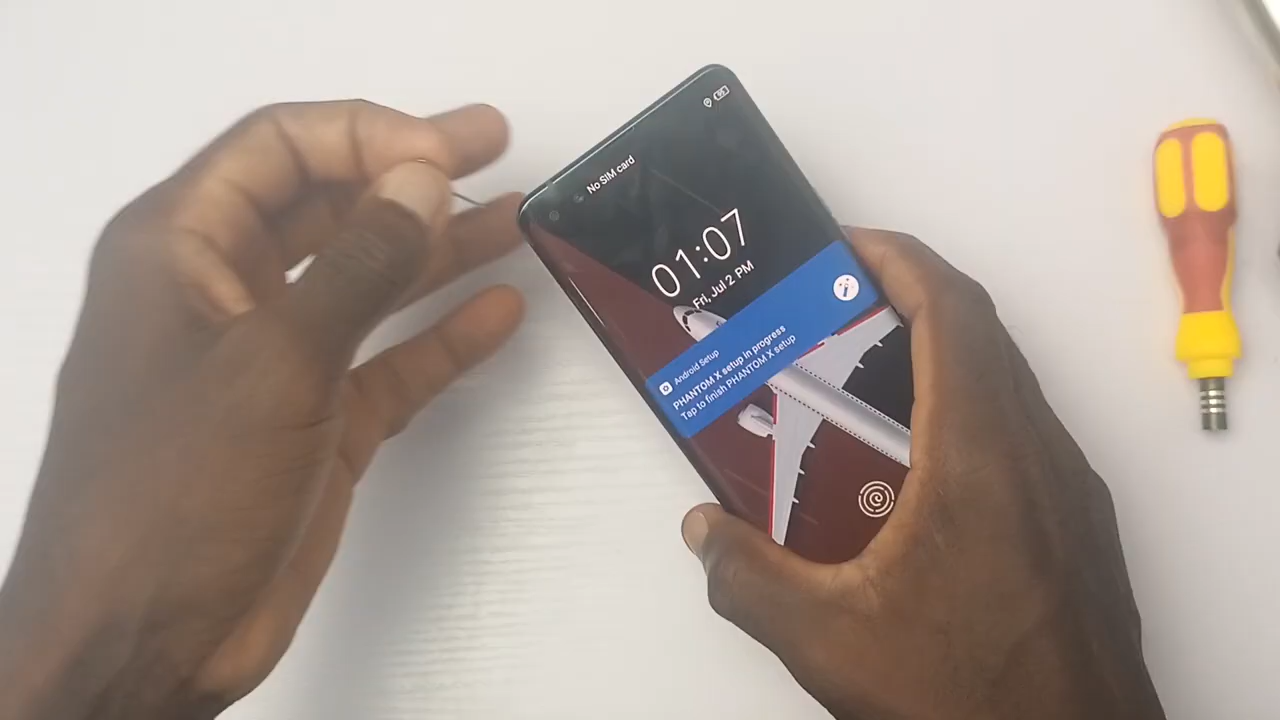 95
No SIM card
01:07
Fri, Jul 2 PM
Android Setup
PHANTOM X setup in progress
Tap to finish PHANTOM X setup